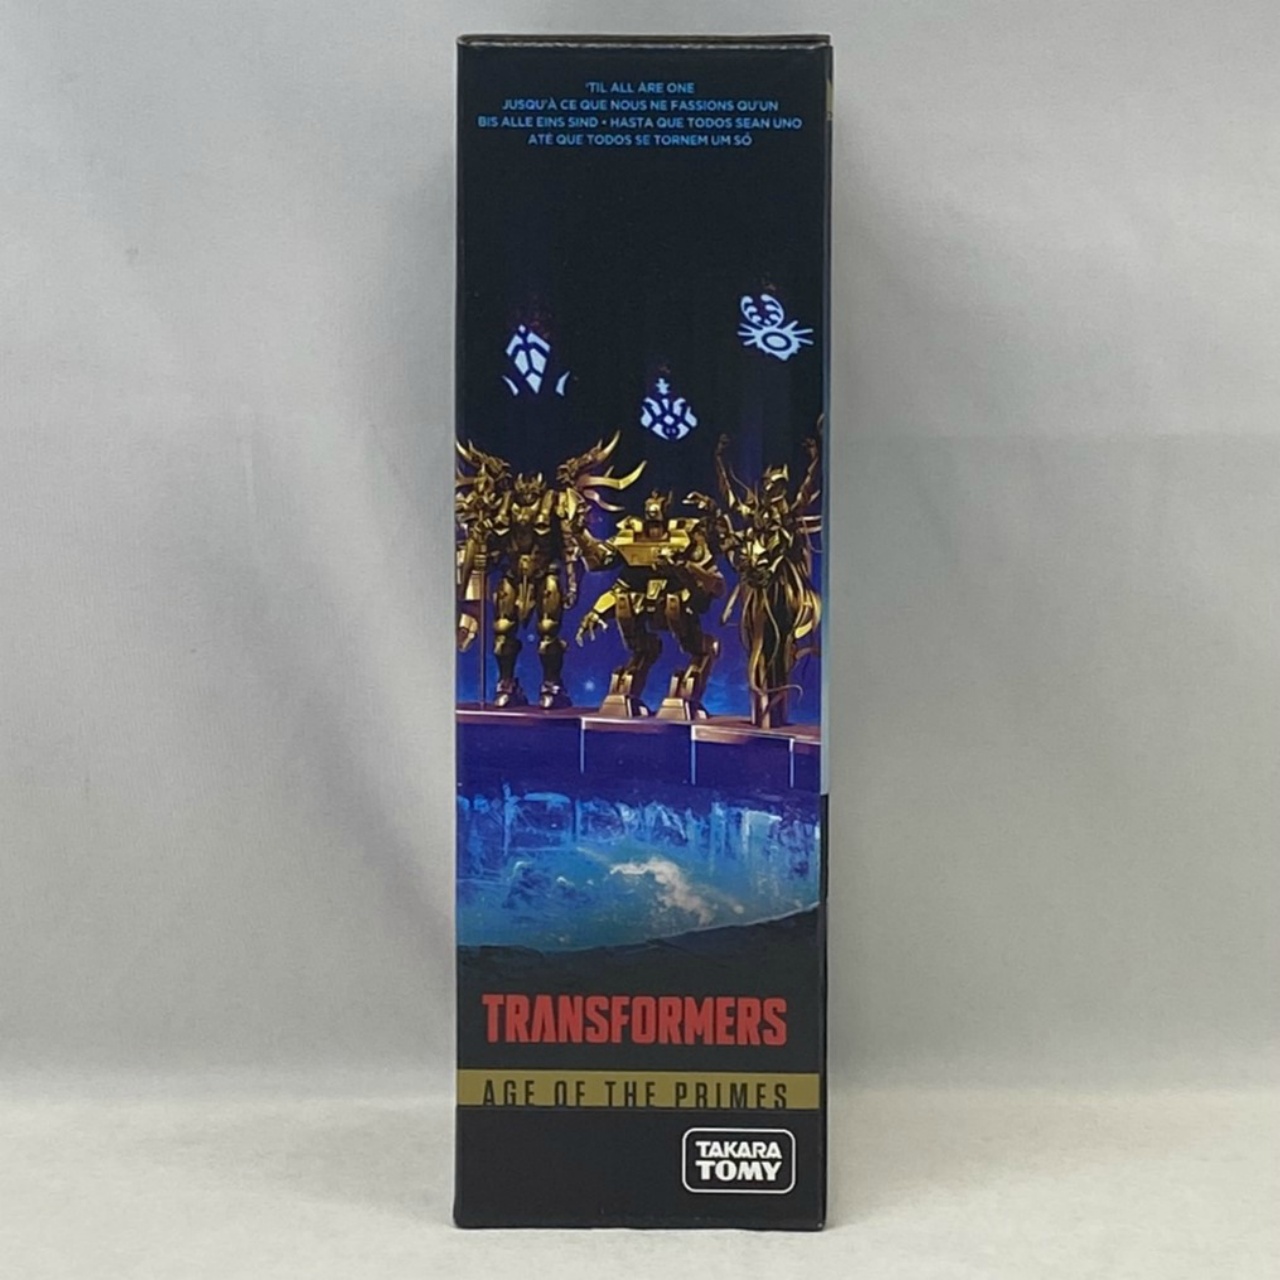 'TIL ALL ARE ONE
JUSQU'À CE QUE NOUS NE FASSIONS QU'UN
BIS ALLE EINS SIND • HASTA QUE TODOS SEAN UNO
ATÉ QUE TODOS SE TORNEM UM SÓ
TRANSFORMERS
AGE OF THE PRIMES
TAKARA
TOMY